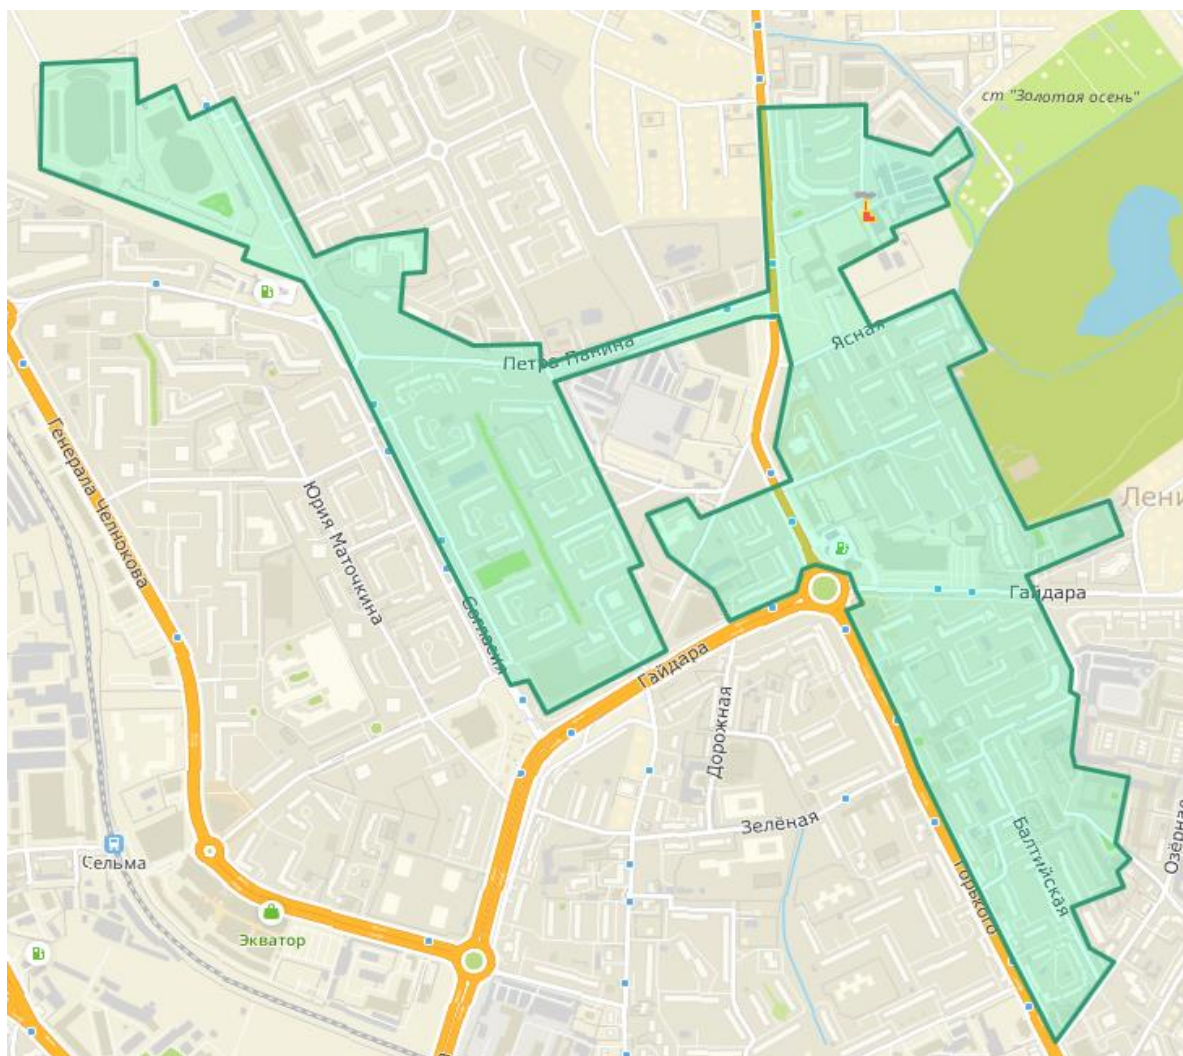 ст "Золотая осень"
Ясная
Петра Панина
Генерала Челнокова
Лени
Юрия Маточкина
Гайдара
Согласия
Гайдара
Дорожная
Зелёная
Озёрная
Балтийская
Сельма
Горького
Экватор